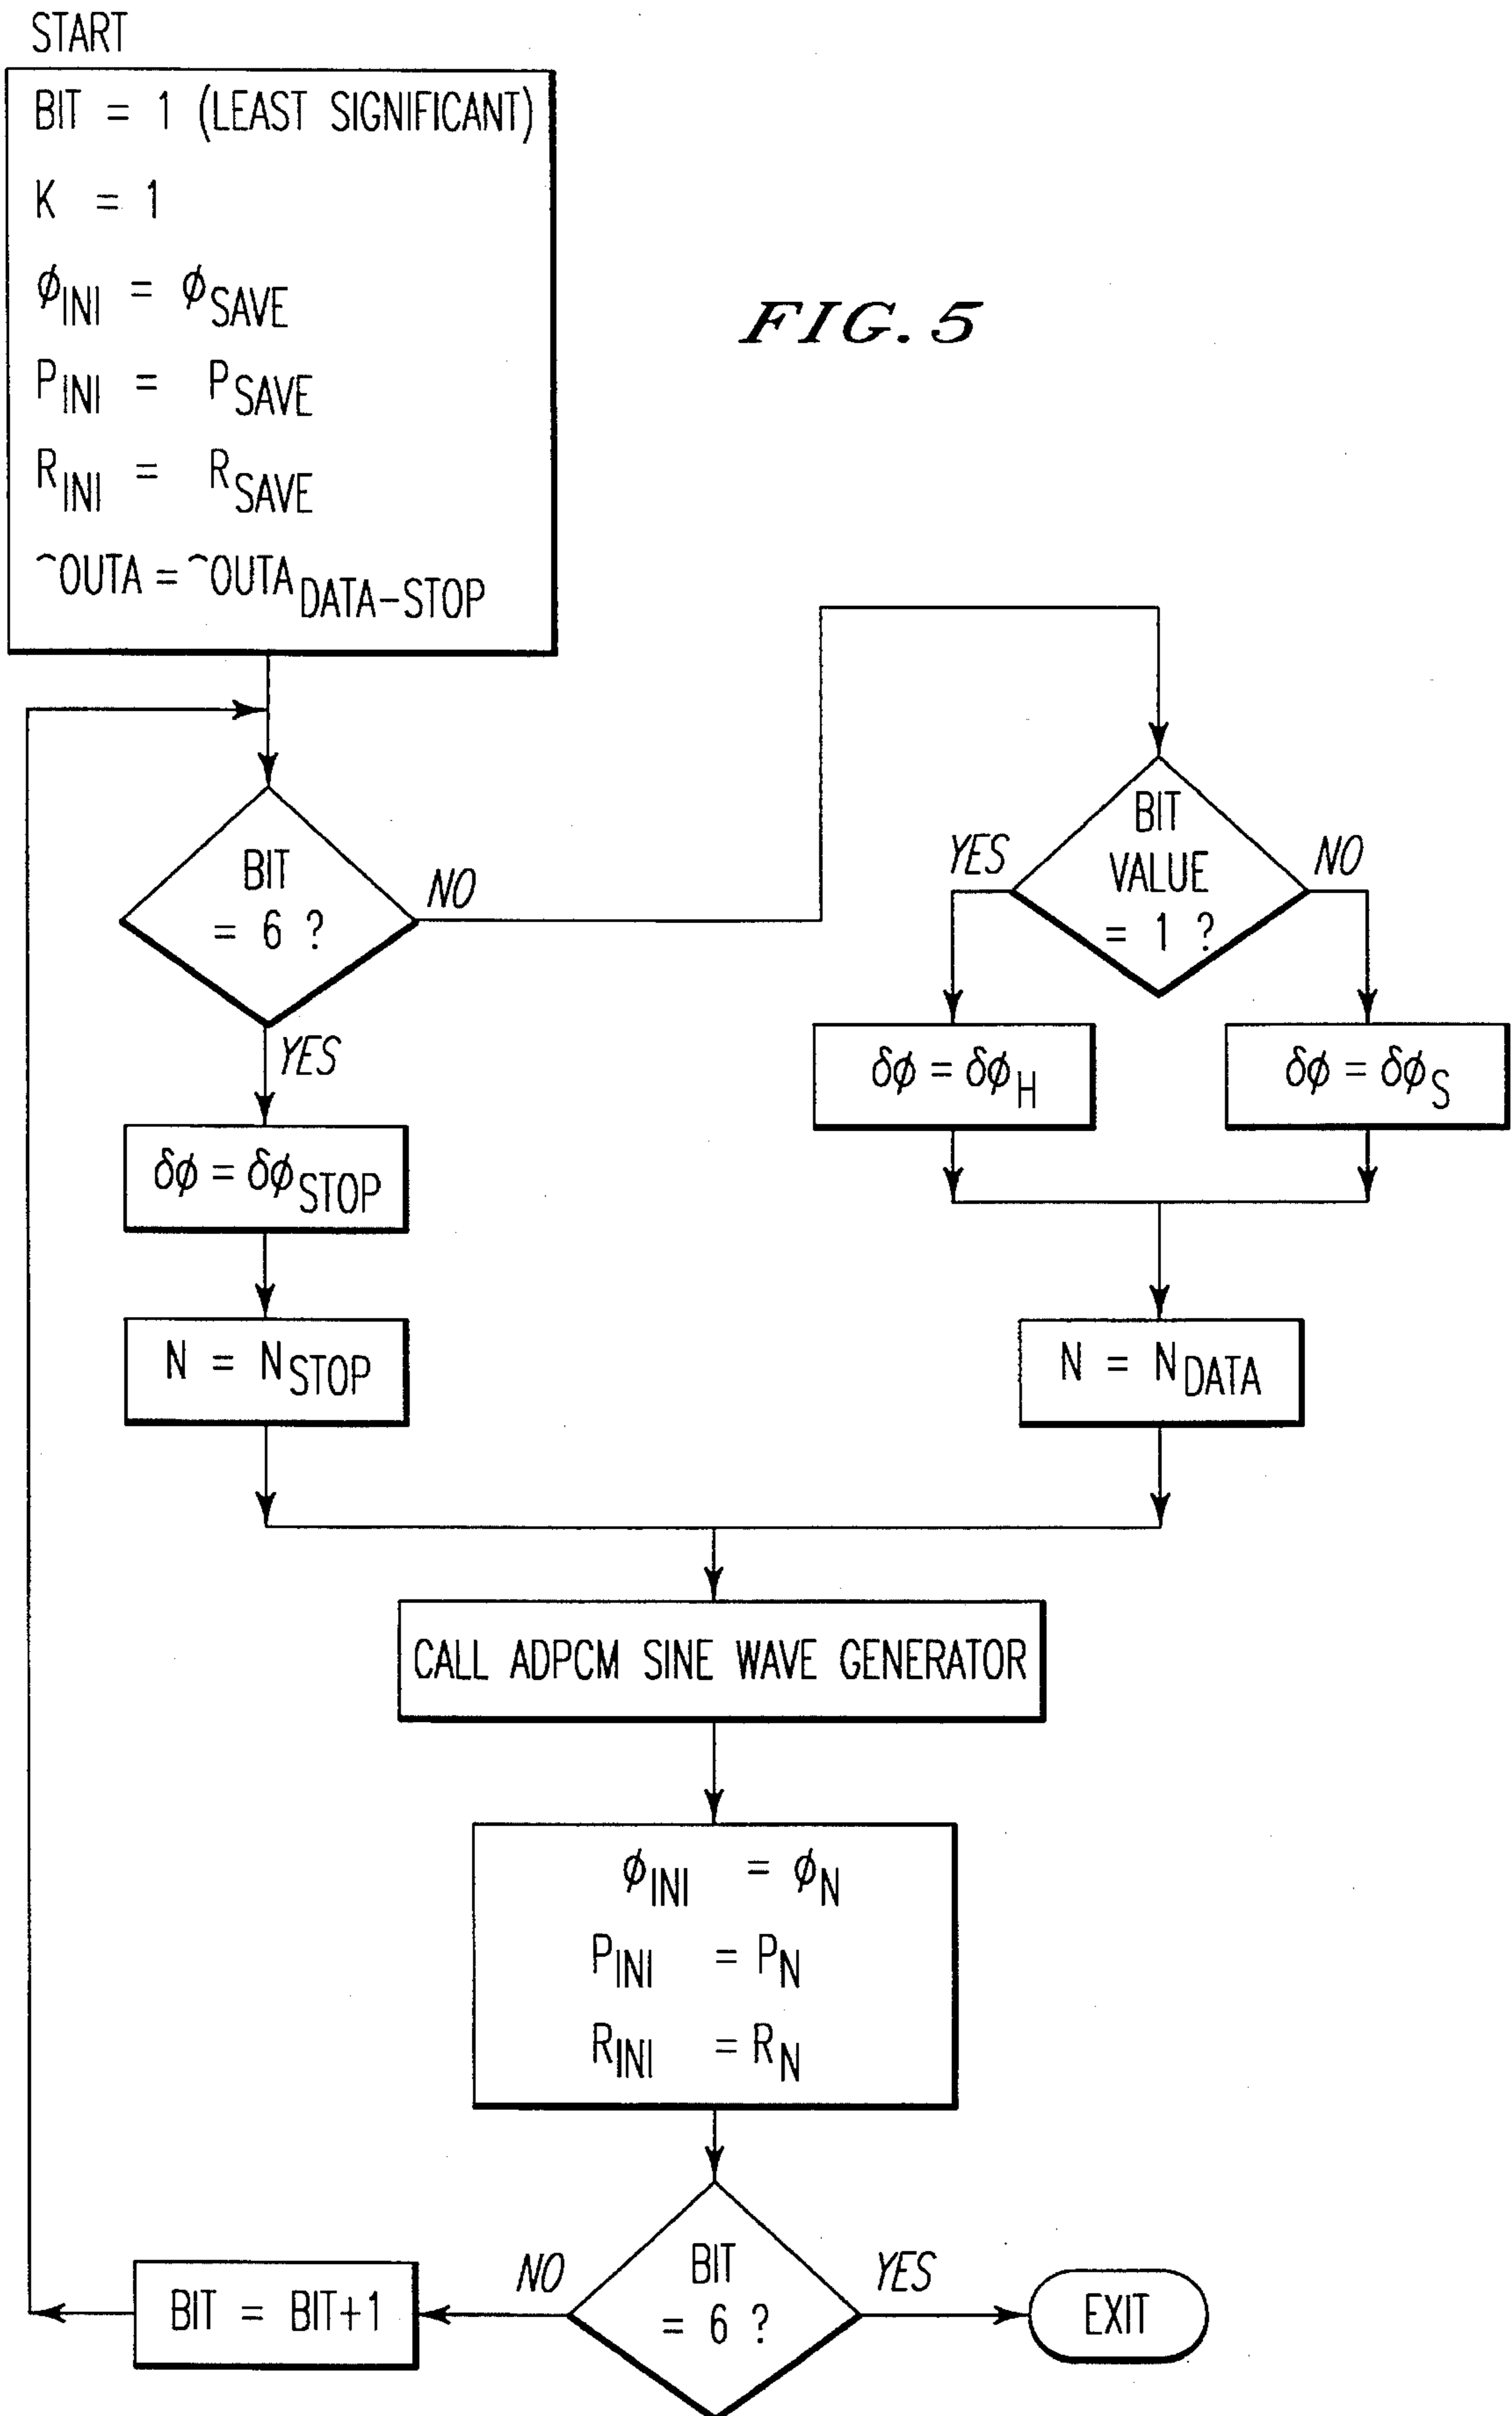 START
BIT = 1 (LEAST SIGNIFICANT)
K = 1
ϕINI = ϕSAVE
PINI = PSAVE
RINI = RSAVE
^OUTA = ^OUTADATA-STOP
FIG. 5
BIT
= 6 ?
NO
YES
BIT
VALUE
= 1 ?
YES
NO
δϕ = δϕH
δϕ = δϕS
δϕ = δϕSTOP
N = NSTOP
N = NDATA
CALL ADPCM SINE WAVE GENERATOR
ϕINI = ϕN
PINI = PN
RINI = RN
BIT
= 6 ?
NO
YES
BIT = BIT+1
EXIT